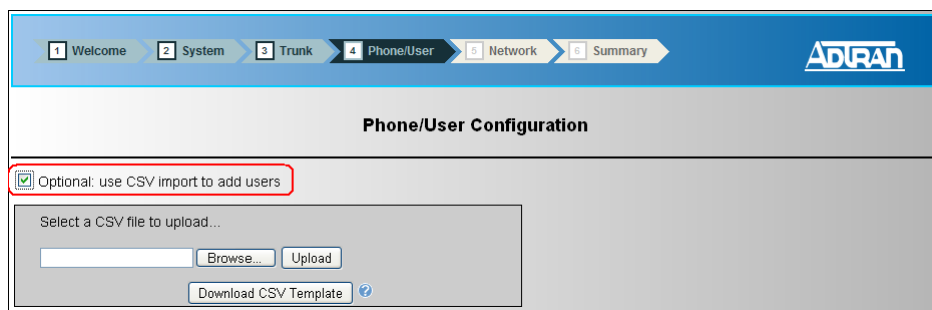 1 Welcome 2 System 3 Trunk 4 Phone/User 5 Network 6 Summary ADTRAN
Phone/User Configuration
Optional: use CSV import to add users
Select a CSV file to upload...
Browse... Upload
Download CSV Template ?